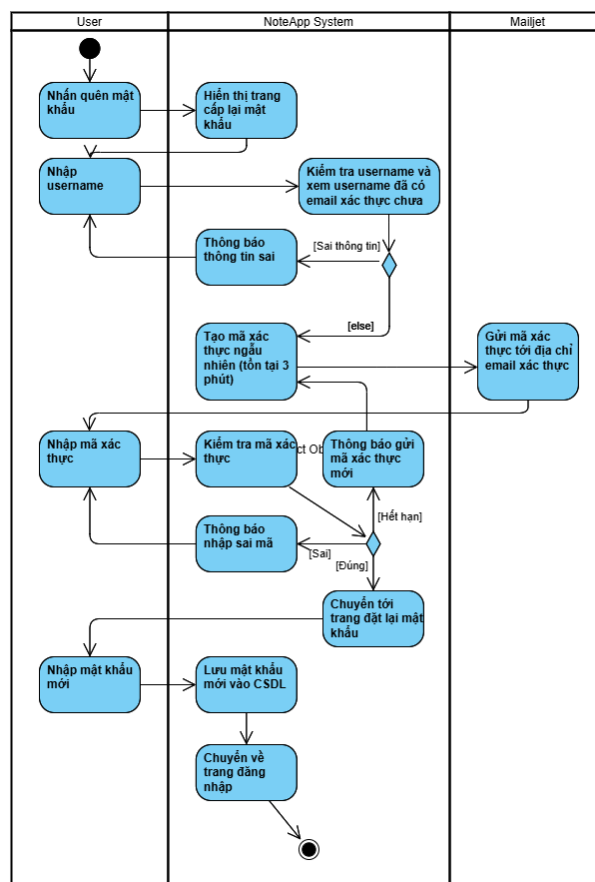 User
NoteApp System
Mailjet
Nhấn quên mật
khẩu
Hiển thị trang
cấp lại mật
khẩu
Nhập
username
Kiểm tra username và
xem username đã có
email xác thực chưa
Thông báo
thông tin sai
[Sai thông tin]
[else]
Tạo mã xác
thực ngẫu
nhiên (tồn tại 3
phút)
Gửi mã xác
thực tới địa chỉ
email xác thực
Nhập mã xác
thực
Kiểm tra mã xác
thực
ct Ob
Thông báo gửi
mã xác thực
mới
[Hết hạn]
Thông báo
nhập sai mã
[Sai]
[Đúng]
Chuyển tới
trang đặt lại mật
khẩu
Nhập mật khẩu
mới
Lưu mật khẩu
mới vào CSDL
Chuyển về
trang đăng
nhập